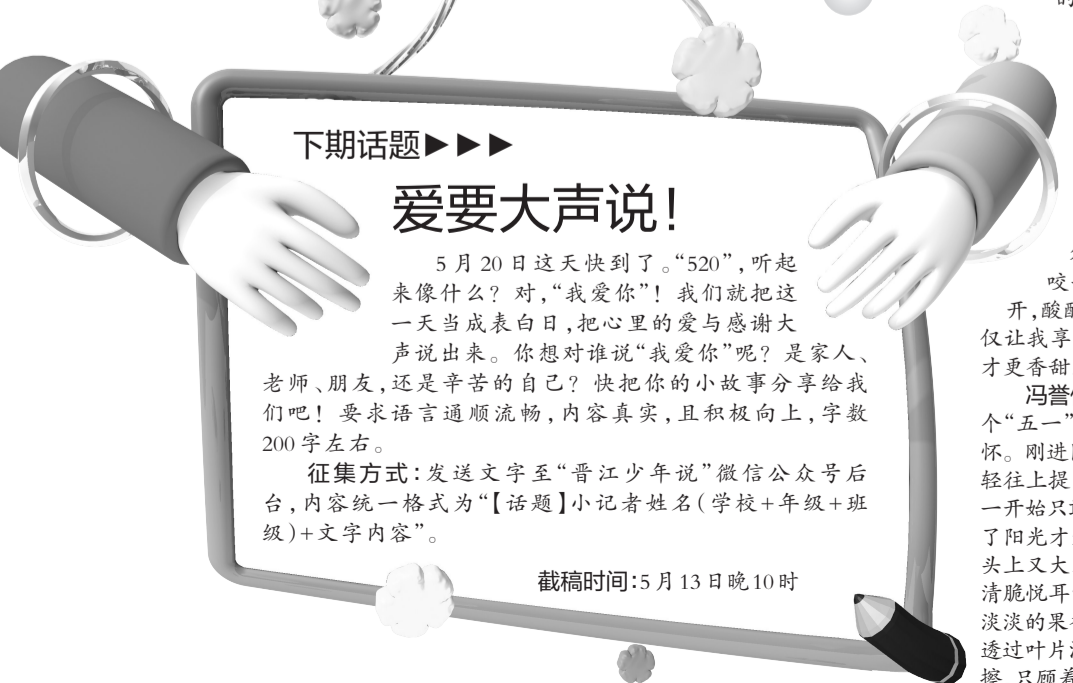 下期话题▶▶▶
爱要大声说！
5月20日这天快到了。“520”，听起
来像什么？对，“我爱你”！我们就把这
一天当成表白日，把心里的爱与感谢大
声说出来。你想对谁说“我爱你”呢？是家人、
老师、朋友，还是辛苦的自己？快把你的小故事分享给我
们吧！要求语言通顺流畅，内容真实，且积极向上，字数
200字左右。
征集方式：发送文字至“晋江少年说”微信公众号后
台，内容统一格式为“【话题】小记者姓名（学校+年级+班
级）+文字内容”。
截稿时间：5月13日晚10时
咬
开，酸
仅让我享
才更香甜
冯誉
个“五一”
怀。刚进
轻往上提
一开始只
了阳光才
头上又大
清脆悦耳
淡淡的果
透过叶片
擦，只顾着